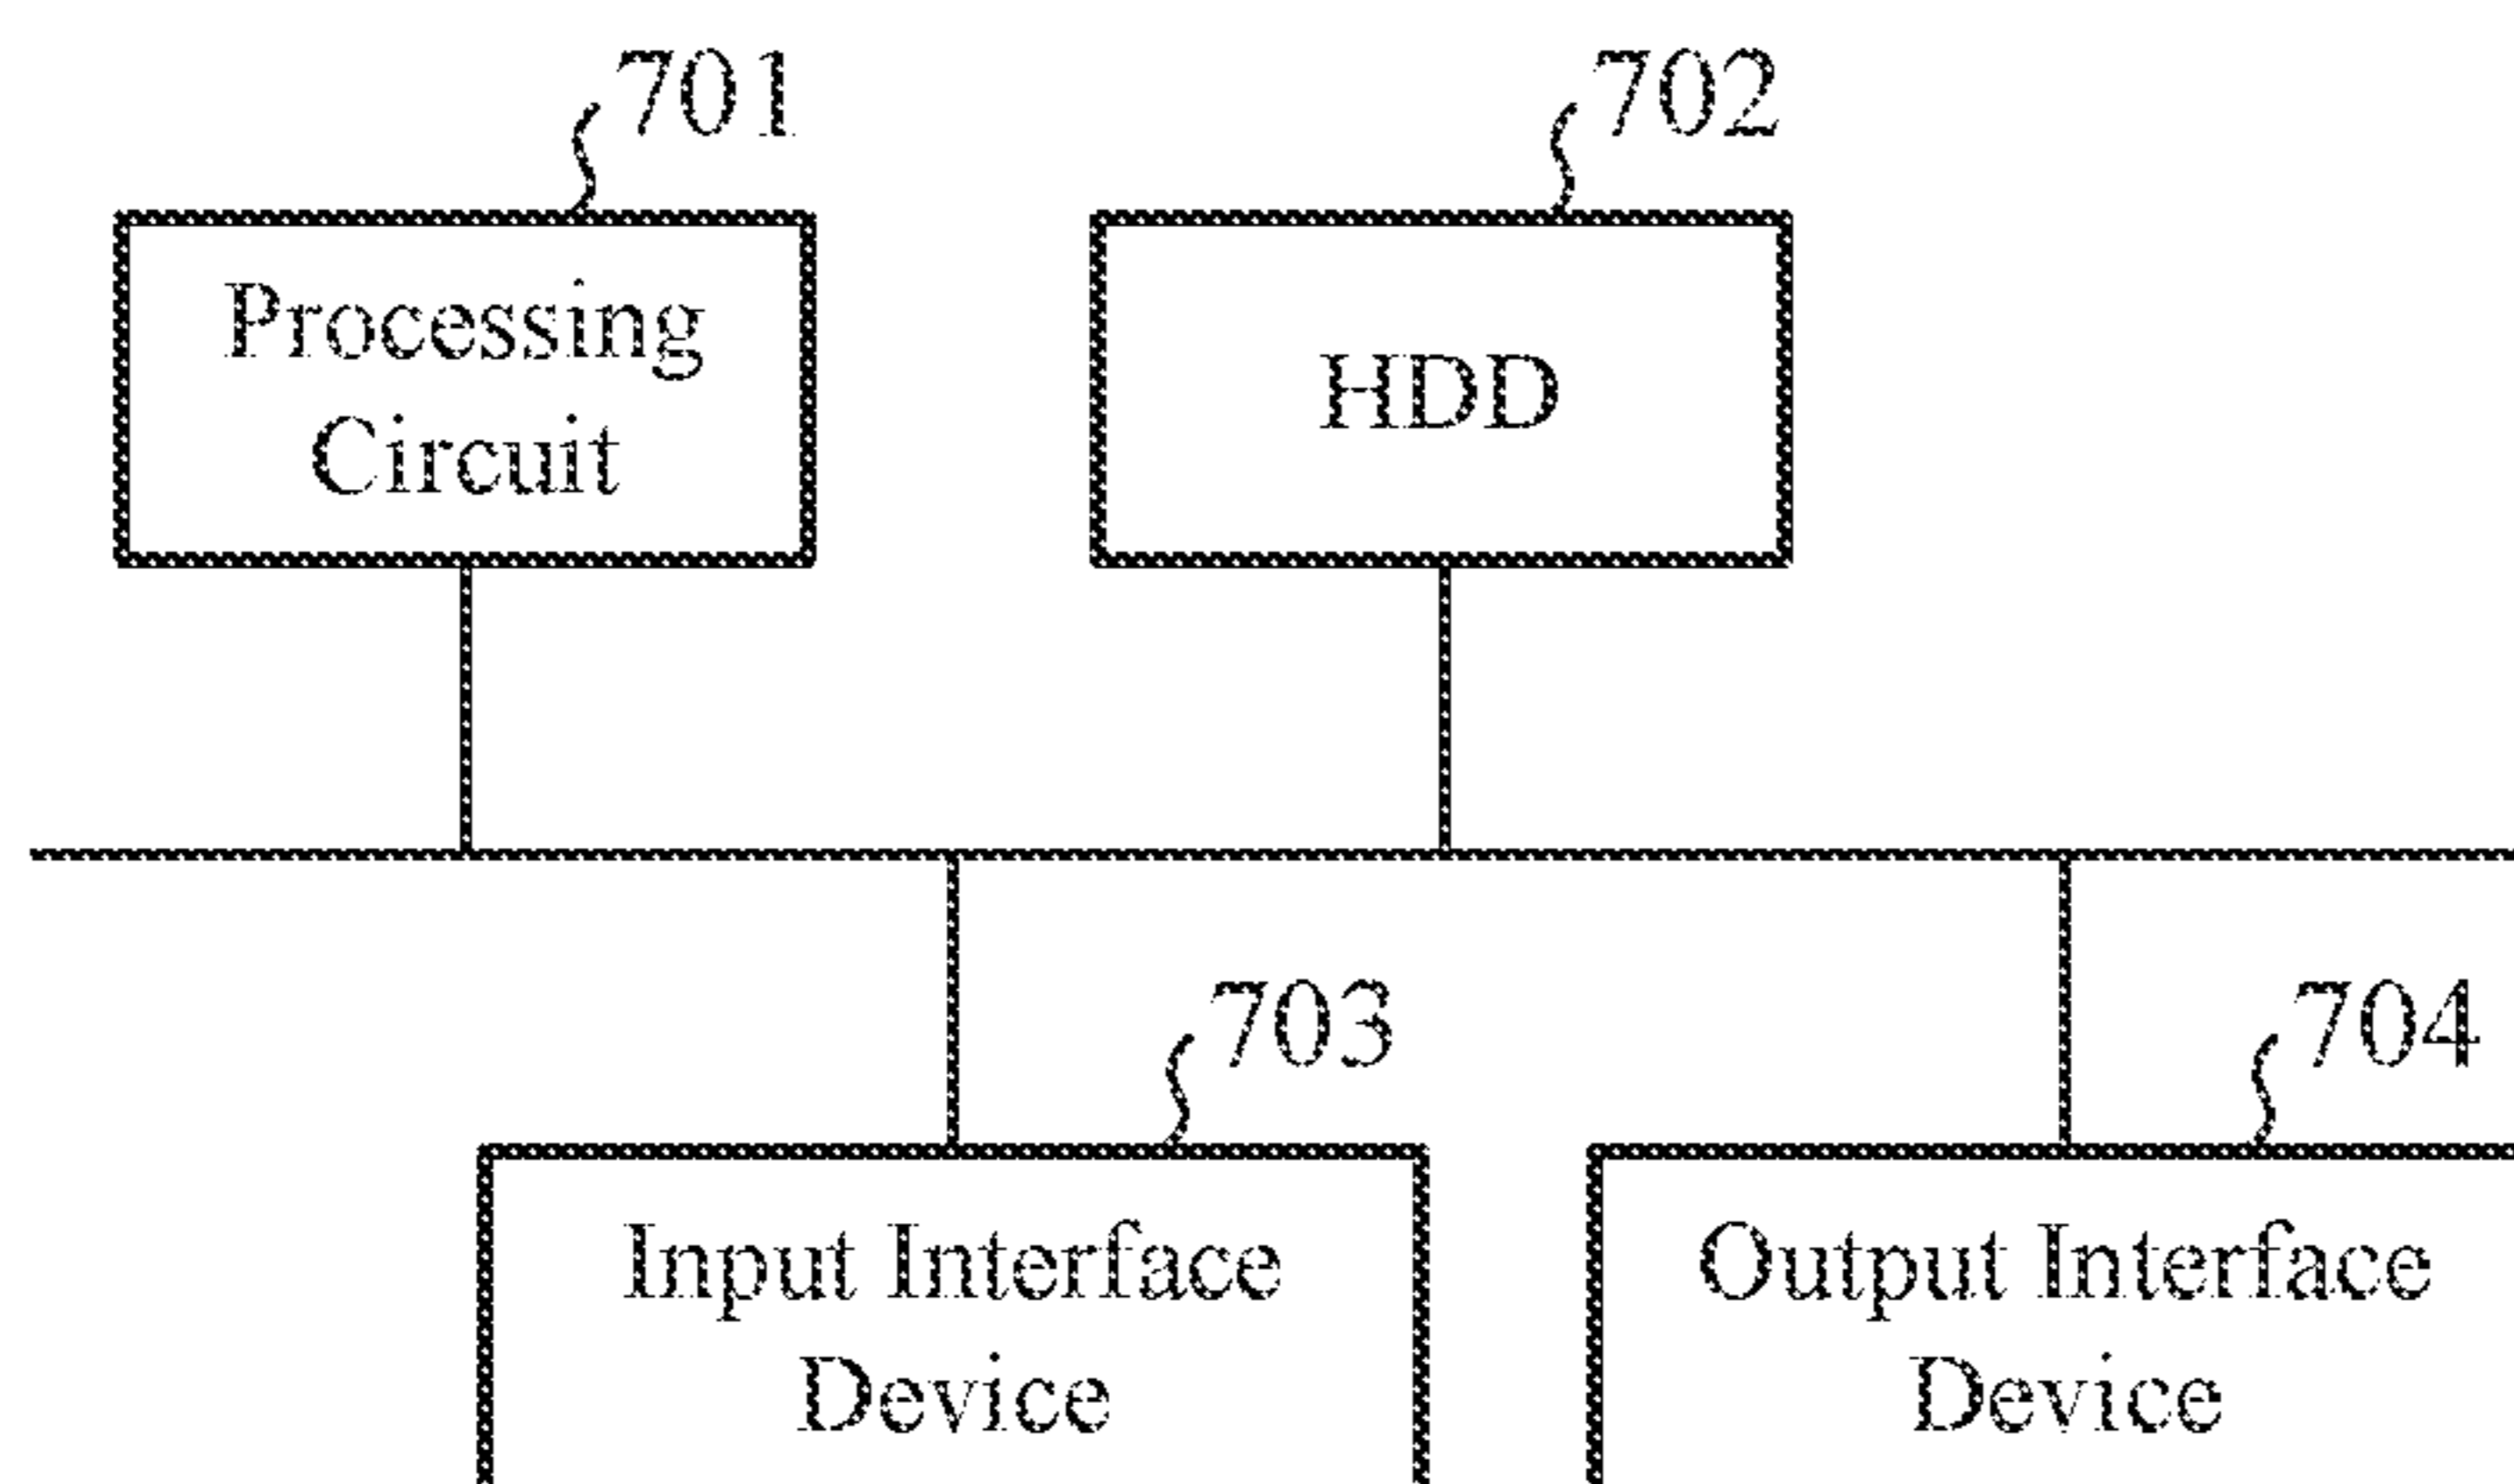 701
702
Processing
Circuit
HDD
703
704
Input Interface
Device
Output Interface
Device